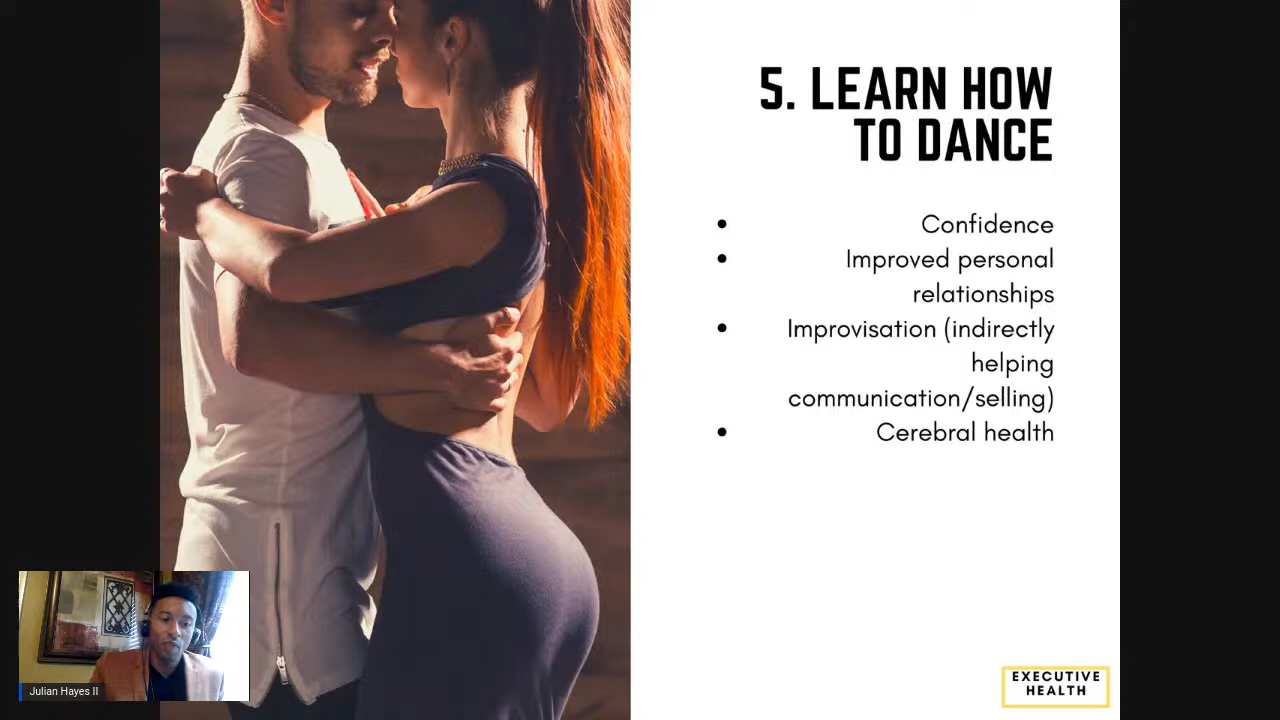 5. LEARN HOW
TO DANCE
• Confidence
• Improved personal
relationships
• Improvisation (indirectly
helping
communication/selling)
• Cerebral health
Julian Hayes II
EXECUTIVE
HEALTH